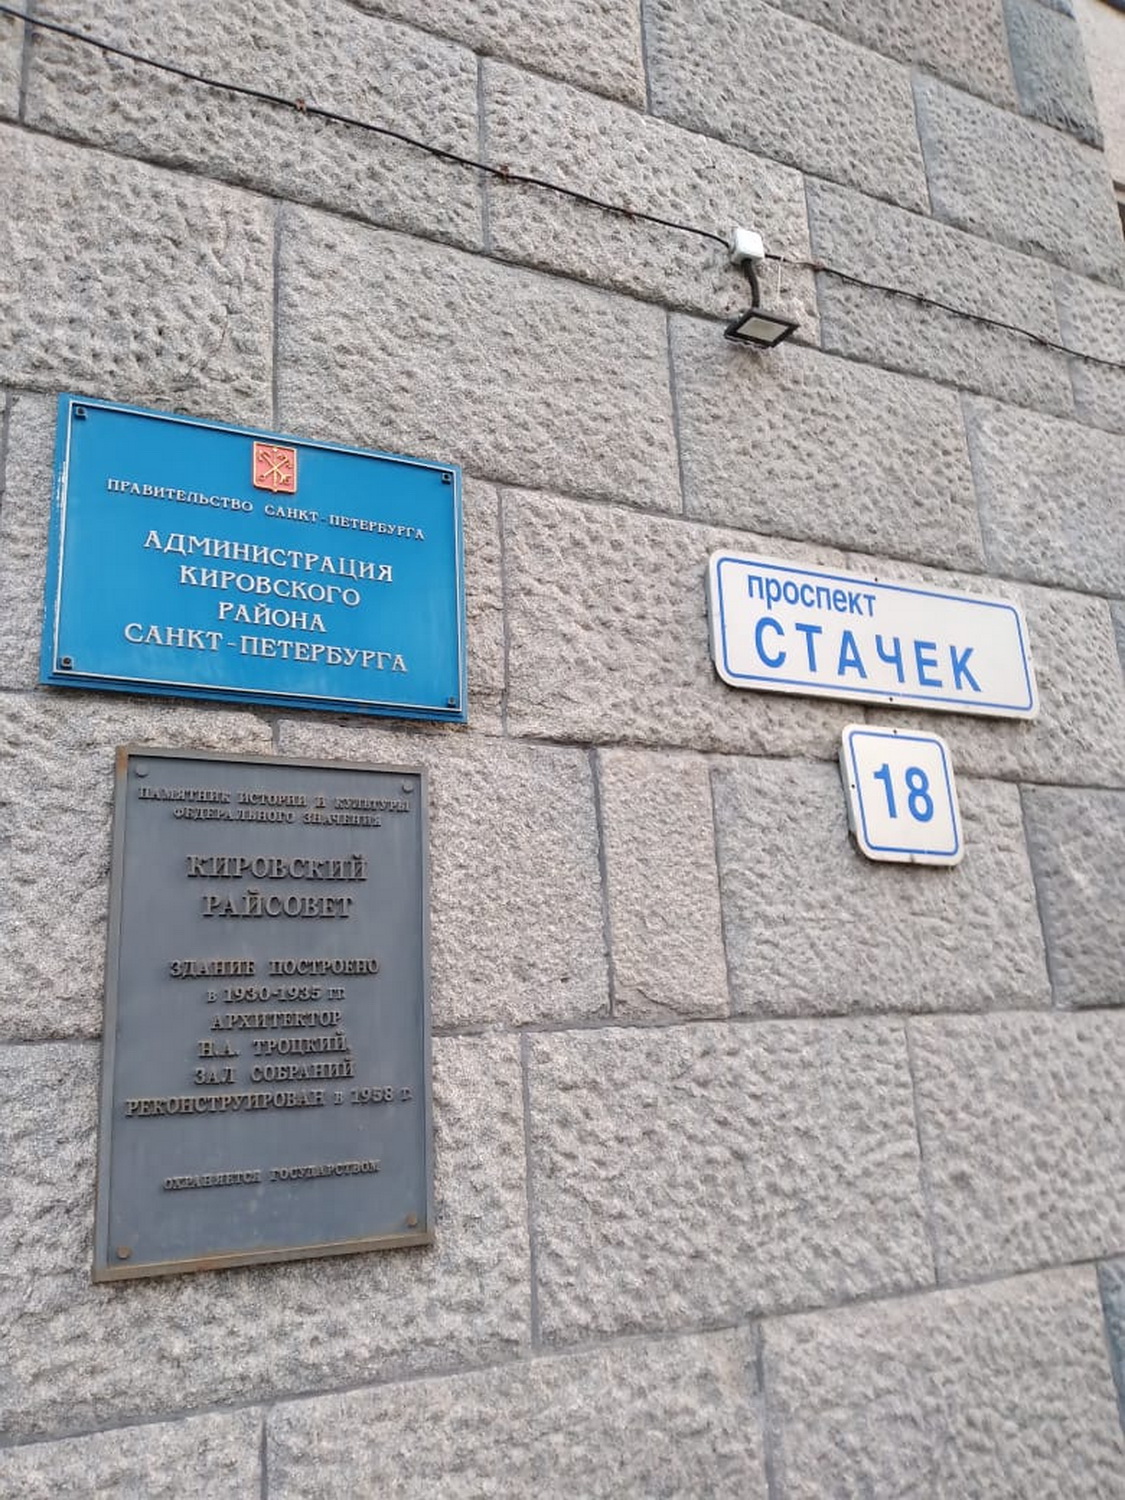 ПРАВИТЕЛЬСТВО САНКТ-ПЕТЕРБУРГА
АДМИНИСТРАЦИЯ
КИРОВСКОГО
РАЙОНА
САНКТ-ПЕТЕРБУРГА
проспект
СТАЧЕК
18
ПАМЯТНИК ИСТОРИИ И КУЛЬТУРЫ
ФЕДЕРАЛЬНОГО ЗНАЧЕНИЯ
КИРОВСКИЙ
РАЙСОВЕТ
ЗДАНИЕ ПОСТРОЕНО
в 1930-1935 гг.
АРХИТЕКТОР
Н.А. ТРОЦКИЙ,
ЗАЛ СОБРАНИЙ
РЕКОНСТРУИРОВАН в 1958 г.
ОХРАНЯЕТСЯ ГОСУДАРСТВОМ